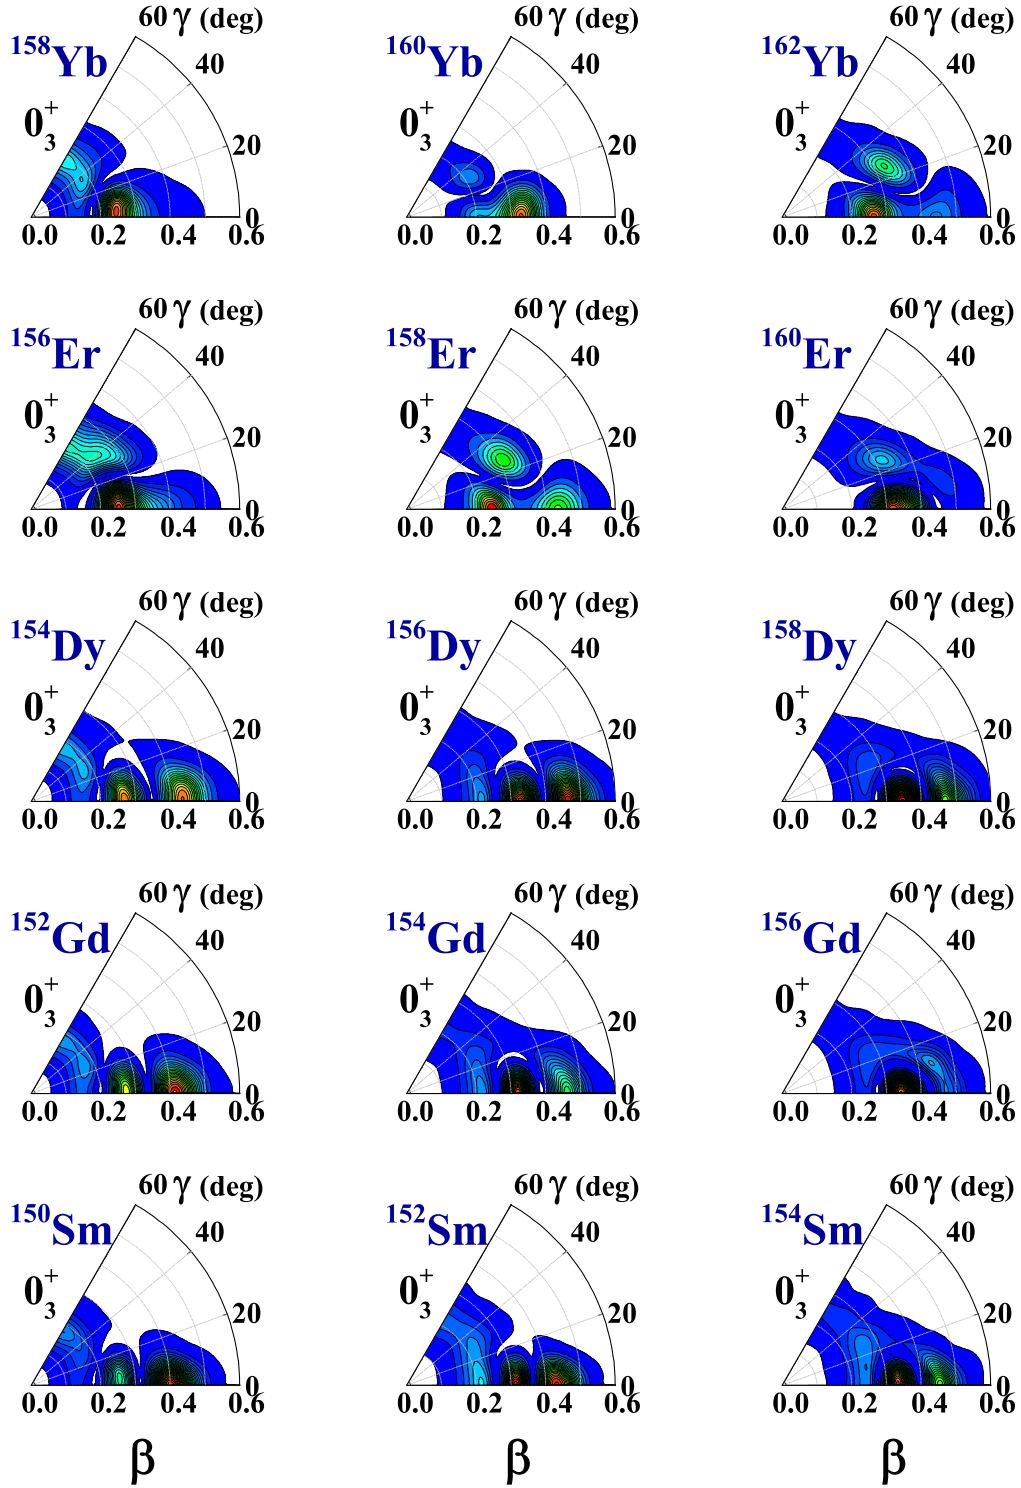 60 γ (deg) 60 γ (deg) 60 γ (deg)
158Yb 40 160Yb 40 162Yb 40
0+3 20 0+3 20 0+3 20
0 0 0
0.0 0.2 0.4 0.6 0.0 0.2 0.4 0.6 0.0 0.2 0.4 0.6
60 γ (deg) 60 γ (deg) 60 γ (deg)
156Er 40 158Er 40 160Er 40
0+3 20 0+3 20 0+3 20
0 0 0
0.0 0.2 0.4 0.6 0.0 0.2 0.4 0.6 0.0 0.2 0.4 0.6
60 γ (deg) 60 γ (deg) 60 γ (deg)
154Dy 40 156Dy 40 158Dy 40
0+3 20 0+3 20 0+3 20
0 0 0
0.0 0.2 0.4 0.6 0.0 0.2 0.4 0.6 0.0 0.2 0.4 0.6
60 γ (deg) 60 γ (deg) 60 γ (deg)
152Gd 40 154Gd 40 156Gd 40
0+3 20 0+3 20 0+3 20
0 0 0
0.0 0.2 0.4 0.6 0.0 0.2 0.4 0.6 0.0 0.2 0.4 0.6
60 γ (deg) 60 γ (deg) 60 γ (deg)
150Sm 40 152Sm 40 154Sm 40
0+3 20 0+3 20 0+3 20
0 0 0
0.0 0.2 0.4 0.6 0.0 0.2 0.4 0.6 0.0 0.2 0.4 0.6
β β β